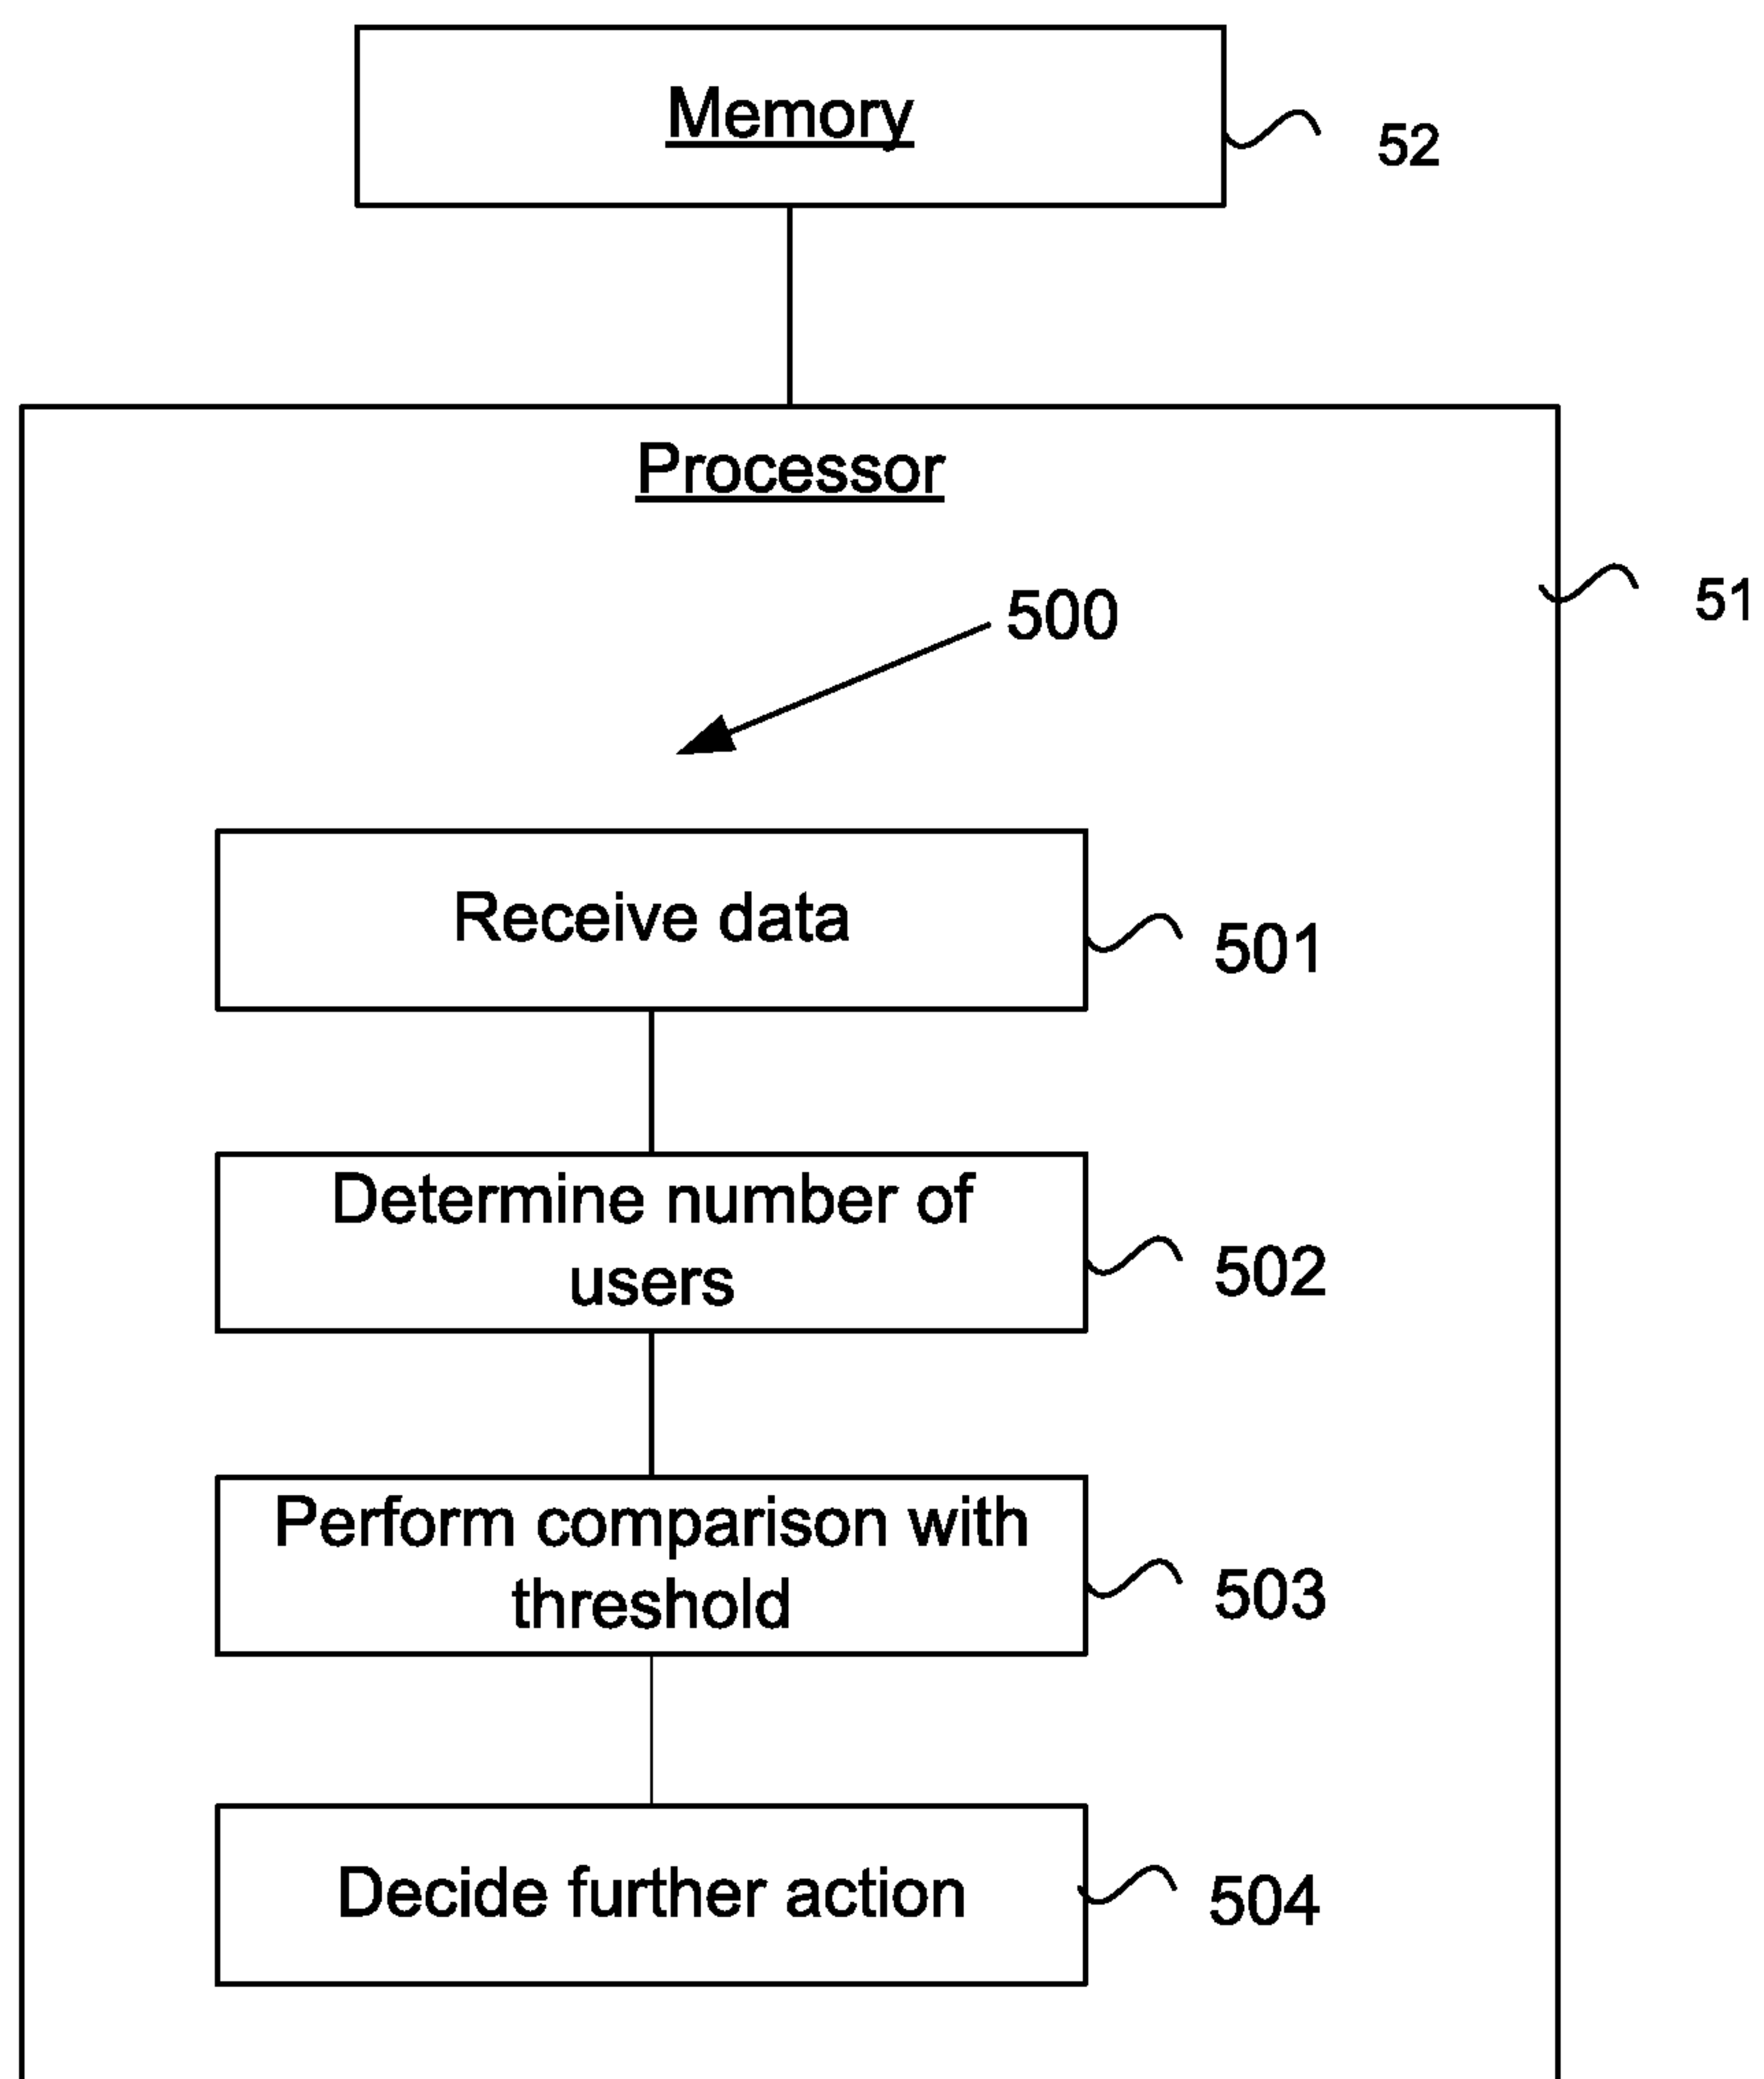 Memory
52
Processor
51
500
Receive data
501
Determine number of
users
502
Perform comparison with
threshold
503
Decide further action
504